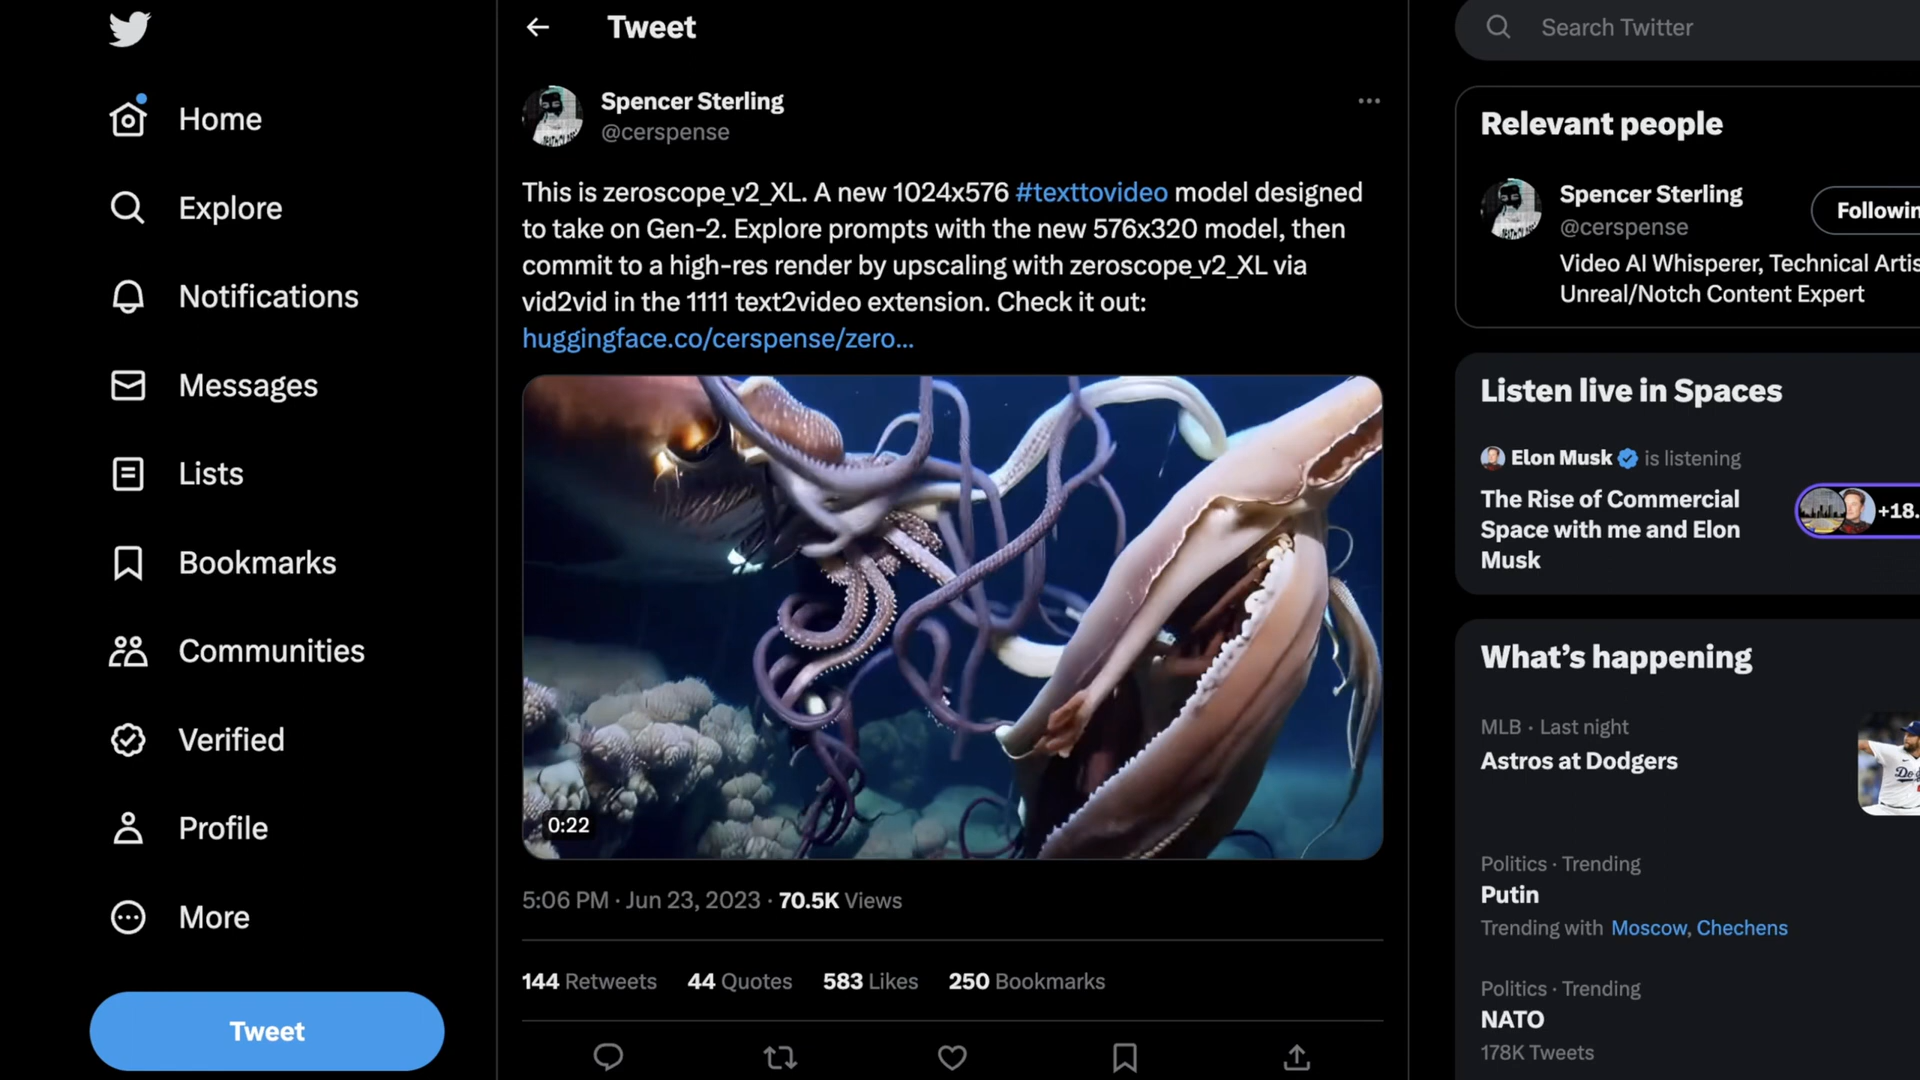 Home
Explore
Notifications
Messages
Lists
Bookmarks
Communities
Verified
Profile
More
Tweet
Tweet
Spencer Sterling
@cerspense
This is zeroscope_v2_XL. A new 1024x576 #texttovideo model designed
to take on Gen-2. Explore prompts with the new 576x320 model, then
commit to a high-res render by upscaling with zeroscope_v2_XL via
vid2vid in the 1111 text2video extension. Check it out:
huggingface.co/cerspense/zero...
0:22
5:06 PM · Jun 23, 2023 · 70.5K Views
144 Retweets 44 Quotes 583 Likes 250 Bookmarks
Search Twitter
Relevant people
Spencer Sterling
@cerspense
Followin
Video AI Whisperer, Technical Artis
Unreal/Notch Content Expert
Listen live in Spaces
Elon Musk is listening
The Rise of Commercial
Space with me and Elon
Musk
+18.
What's happening
MLB · Last night
Astros at Dodgers
Politics · Trending
Putin
Trending with Moscow, Chechens
Politics · Trending
NATO
178K Tweets